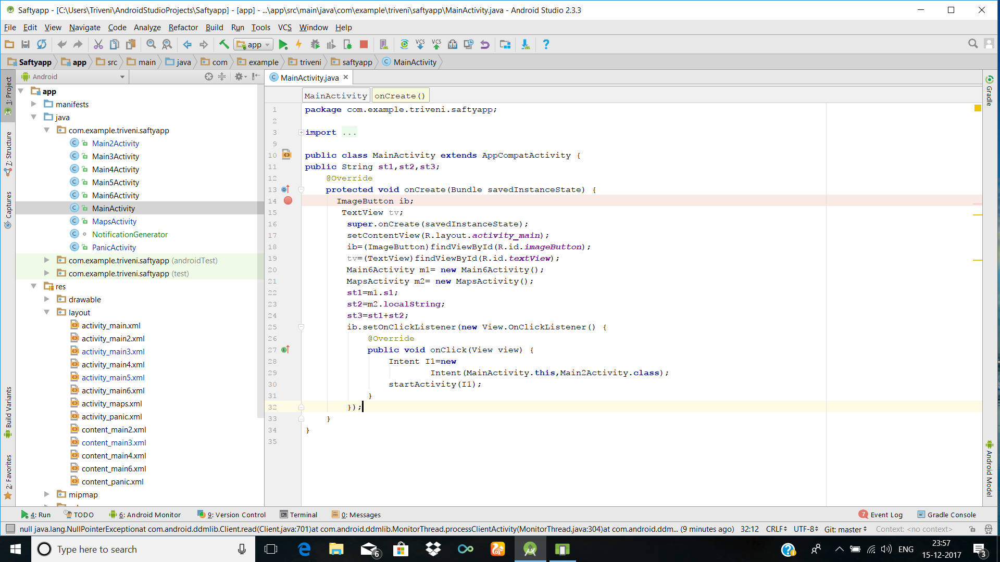 Saftyapp - [C:\Users\Triveni\AndroidStudioProjects\Saftyapp] - [app] - ...\app\src\main\java\com\example\triveni\saftyapp\MainActivity.java - Android Studio 2.3.3
File Edit View Navigate Code Analyze Refactor Build Run Tools VCS Window Help
app VCS VCS ?
Saftyapp app src main java com example triveni saftyapp MainActivity
1: Project
7: Structure
Captures
Build Variants
2: Favorites
Android
app
manifests
java
com.example.triveni.saftyapp
Main2Activity
Main3Activity
Main4Activity
Main5Activity
Main6Activity
MainActivity
MapsActivity
NotificationGenerator
PanicActivity
com.example.triveni.saftyapp (androidTest)
com.example.triveni.saftyapp (test)
res
drawable
layout
activity_main.xml
activity_main2.xml
activity_main3.xml
activity_main4.xml
activity_main5.xml
activity_main6.xml
activity_maps.xml
activity_panic.xml
content_main2.xml
content_main3.xml
content_main4.xml
content_main6.xml
content_panic.xml
mipmap
MainActivity.java
MainActivity onCreate()
1 package com.example.triveni.saftyapp;
2
3 import ...
9
10 public class MainActivity extends AppCompatActivity {
11 public String st1,st2,st3;
12 @Override
13 protected void onCreate(Bundle savedInstanceState) {
14 ImageButton ib;
15 TextView tv;
16 super.onCreate(savedInstanceState);
17 setContentView(R.layout.activity_main);
18 ib=(ImageButton)findViewById(R.id.imageButton);
19 tv=(TextView)findViewById(R.id.textView);
20 Main6Activity m1= new Main6Activity();
21 MapsActivity m2= new MapsActivity();
22 st1=m1.s1;
23 st2=m2.localString;
24 st3=st1+st2;
25 ib.setOnClickListener(new View.OnClickListener() {
26 @Override
27 public void onClick(View view) {
28 Intent I1=new
29 Intent(MainActivity.this,Main2Activity.class);
30 startActivity(I1);
31 }
32 });
33 }
34 }
35
Gradle
Android Model
4: Run TODO 6: Android Monitor 9: Version Control Terminal 0: Messages 7 Event Log Gradle Console
null java.lang.NullPointerExceptionat com.android.ddmlib.Client.read(Client.java:701)at com.android.ddmlib.MonitorThread.processClientActivity(MonitorThread.java:304)at com.android.ddm... (9 minutes ago) 32:12 CRLF UTF-8 Git: master Context: <no context>
Type here to search 6 ENG 23:57
15-12-2017 3